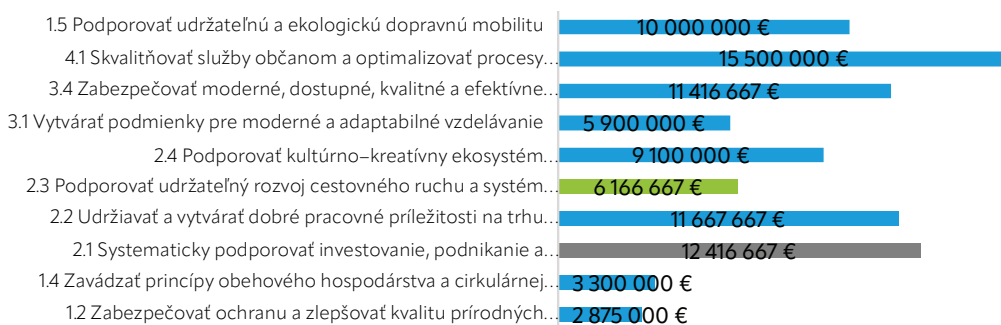 1.5 Podporovať udržateľnú a ekologickú dopravnú mobilitu 10 000 000 €
4.1 Skvalitňovať služby občanom a optimalizovať procesy... 15 500 000 €
3.4 Zabezpečovať moderné, dostupné, kvalitné a efektívne... 11 416 667 €
3.1 Vytvárať podmienky pre moderné a adaptabilné vzdelávanie 5 900 000 €
2.4 Podporovať kultúrno–kreatívny ekosystém... 9 100 000 €
2.3 Podporovať udržateľný rozvoj cestovného ruchu a systém... 6 166 667 €
2.2 Udržiavať a vytvárať dobré pracovné príležitosti na trhu... 11 667 667 €
2.1 Systematicky podporovať investovanie, podnikanie a... 12 416 667 €
1.4 Zavádzať princípy obehového hospodárstva a cirkulárnej... 3 300 000 €
1.2 Zabezpečovať ochranu a zlepšovať kvalitu prírodných... 2 875 000 €